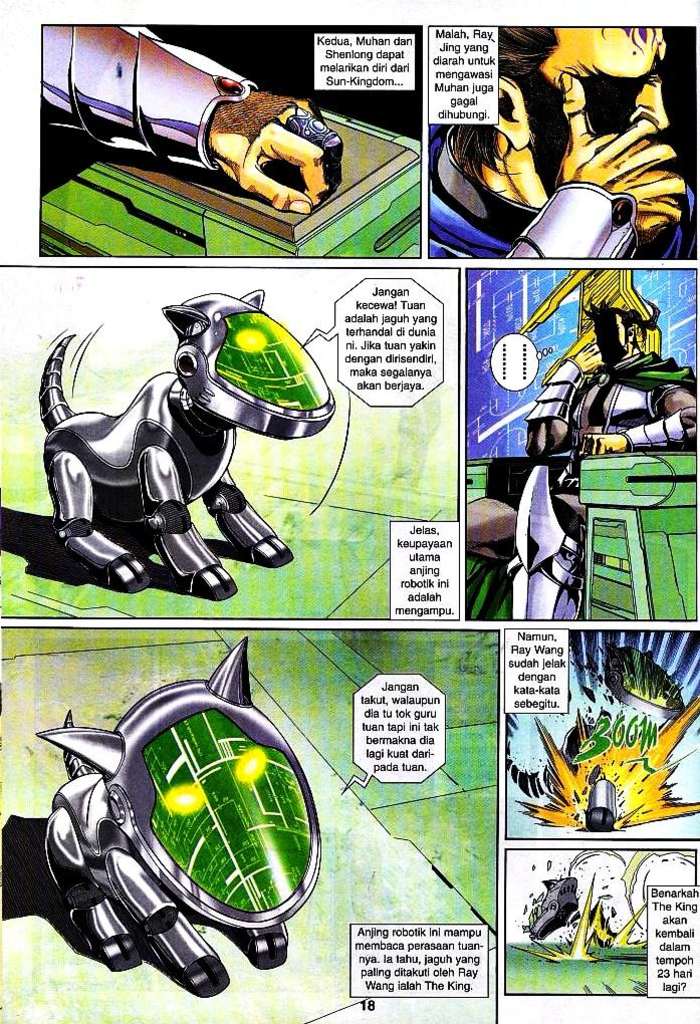 Kedua, Muhan dan
Shenlong dapat
melarikan diri dari
Sun-Kingdom...
Malah, Ray
Jing yang
diarah untuk
mengawasi
Muhan juga
gagal
dihubungi.
Jangan
kecewa! Tuan
adalah jaguh yang
terhandal di dunia
ni. Jika tuan yakin
dengan dirisendiri,
maka segalanya
akan berjaya.
Jelas,
keupayaan
utama
anjing
robotik ini
adalah
mengampu.
Jangan
takut, walaupun
dia tu tok guru
tuan tapi ini tak
bermakna dia
lagi kuat dari-
pada tuan.
Anjing robotik ini mampu
membaca perasaan tuan-
nya. Ia tahu, jaguh yang
paling ditakuti oleh Ray
Wang ialah The King.
Namun,
Ray Wang
sudah jelak
dengan
kata-kata
sebegitu.
BOOM
Benarkah
The King
akan
kembali
dalam
tempoh
23 hari
lagi?
18